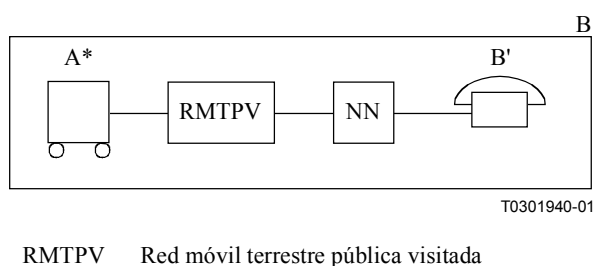 B
A*
B'
RMTPV
NN
T0301940-01
RMTPV Red móvil terrestre pública visitada